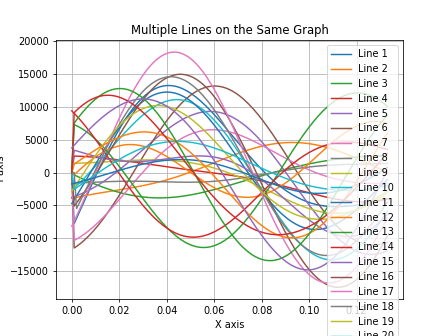 Multiple Lines on the Same Graph
20000
15000
10000
5000
0
−5000
−10000
−15000
0.00
0.02
0.04
0.06
0.08
0.10
X axis
Line 1
Line 2
Line 3
Line 4
Line 5
Line 6
Line 7
Line 8
Line 9
Line 10
Line 11
Line 12
Line 13
Line 14
Line 15
Line 16
Line 17
Line 18
Line 19
Line 20